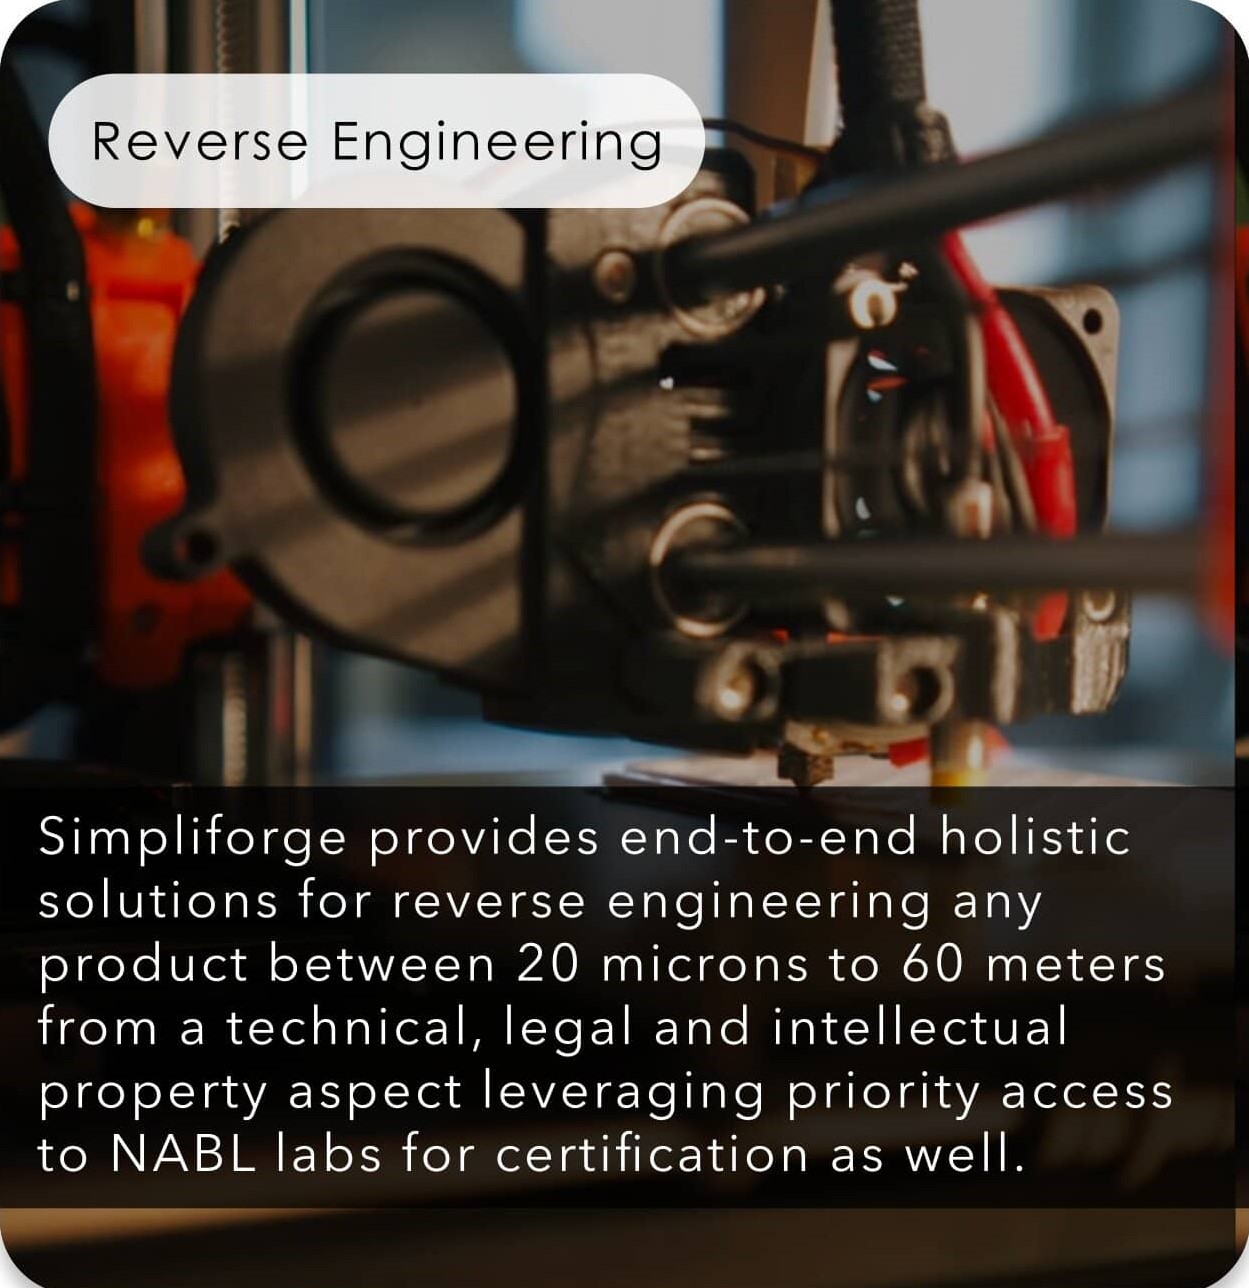 Reverse Engineering
Simpliforge provides end-to-end holistic
solutions for reverse engineering any
product between 20 microns to 60 meters
from a technical, legal and intellectual
property aspect leveraging priority access
to NABL labs for certification as well.